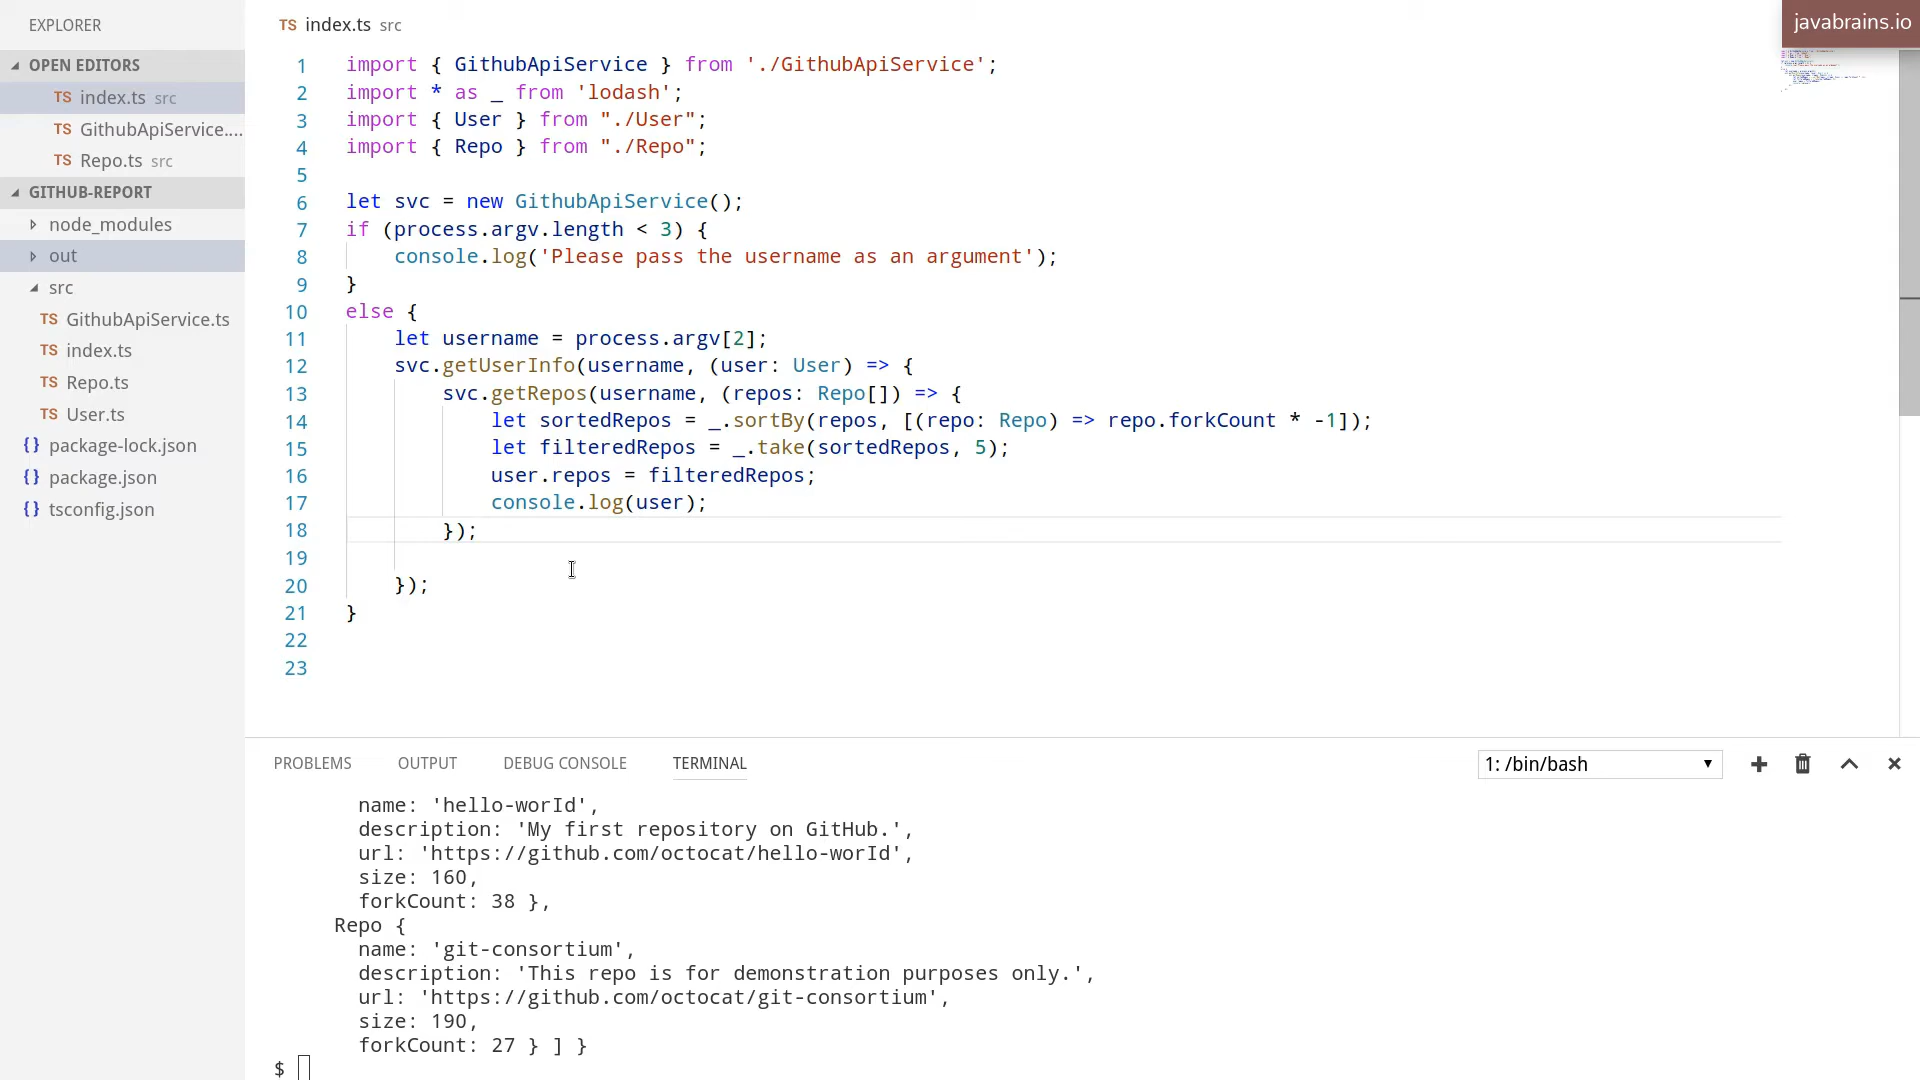 EXPLORER
OPEN EDITORS
TS index.ts src
TS GithubApiService....
TS Repo.ts src
GITHUB-REPORT
node_modules
out
src
TS GithubApiService.ts
TS index.ts
TS Repo.ts
TS User.ts
{} package-lock.json
{} package.json
{} tsconfig.json
TS index.ts src
javabrains.io
1 import { GithubApiService } from './GithubApiService';
2 import * as _ from 'lodash';
3 import { User } from "./User";
4 import { Repo } from "./Repo";
5
6 let svc = new GithubApiService();
7 if (process.argv.length < 3) {
8     console.log('Please pass the username as an argument');
9 }
10 else {
11     let username = process.argv[2];
12     svc.getUserInfo(username, (user: User) => {
13         svc.getRepos(username, (repos: Repo[]) => {
14             let sortedRepos = _.sortBy(repos, [(repo: Repo) => repo.forkCount * -1]);
15             let filteredRepos = _.take(sortedRepos, 5);
16             user.repos = filteredRepos;
17             console.log(user);
18         });
19
20     });
21 }
22
23
PROBLEMS OUTPUT DEBUG CONSOLE TERMINAL 1: /bin/bash
name: 'hello-worId',
description: 'My first repository on GitHub.',
url: 'https://github.com/octocat/hello-worId',
size: 160,
forkCount: 38 },
Repo {
name: 'git-consortium',
description: 'This repo is for demonstration purposes only.',
url: 'https://github.com/octocat/git-consortium',
size: 190,
forkCount: 27 } ] }
$